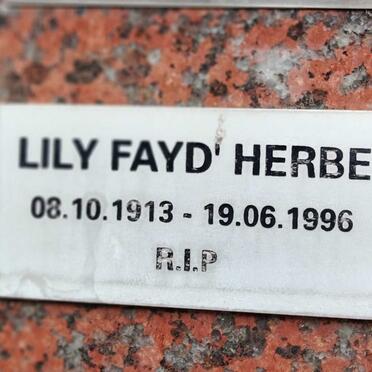 LILY FAYD' HERBE
08.10.1913 - 19.06.1996
R.I.P